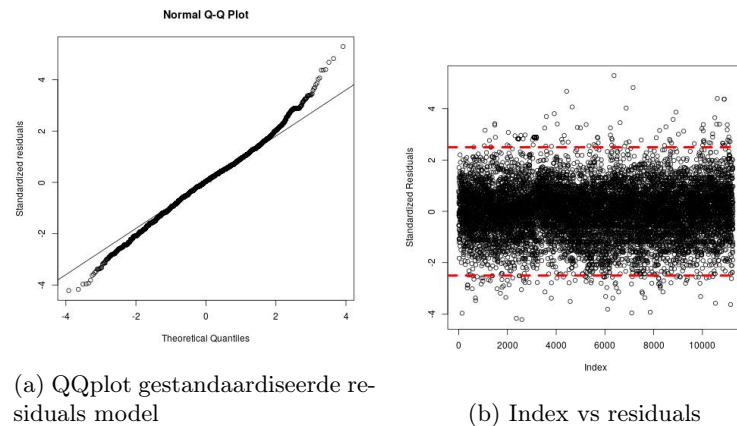 Normal Q-Q Plot
Standardized residuals
4
2
0
-2
-4
-4
-2
0
2
4
Theoretical Quantiles
(a) QQplot gestandaardiseerde re-
siduals model
Standardized Residuals
4
2
0
-2
-4
0
2000
4000
6000
8000
10000
Index
(b) Index vs residuals